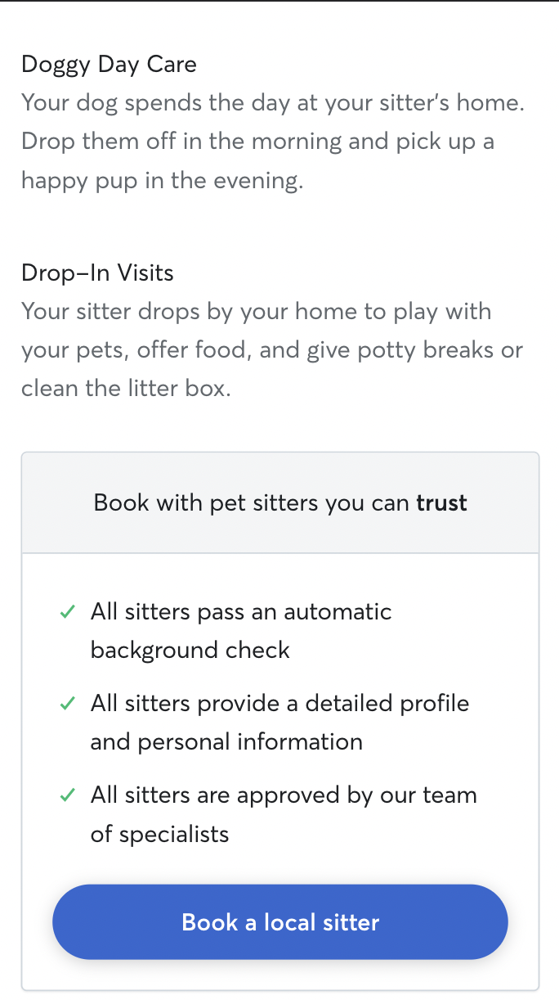 Doggy Day Care
Your dog spends the day at your sitter's home.
Drop them off in the morning and pick up a
happy pup in the evening.
Drop-In Visits
Your sitter drops by your home to play with
your pets, offer food, and give potty breaks or
clean the litter box.
Book with pet sitters you can trust
All sitters pass an automatic
background check
All sitters provide a detailed profile
and personal information
All sitters are approved by our team
of specialists
Book a local sitter